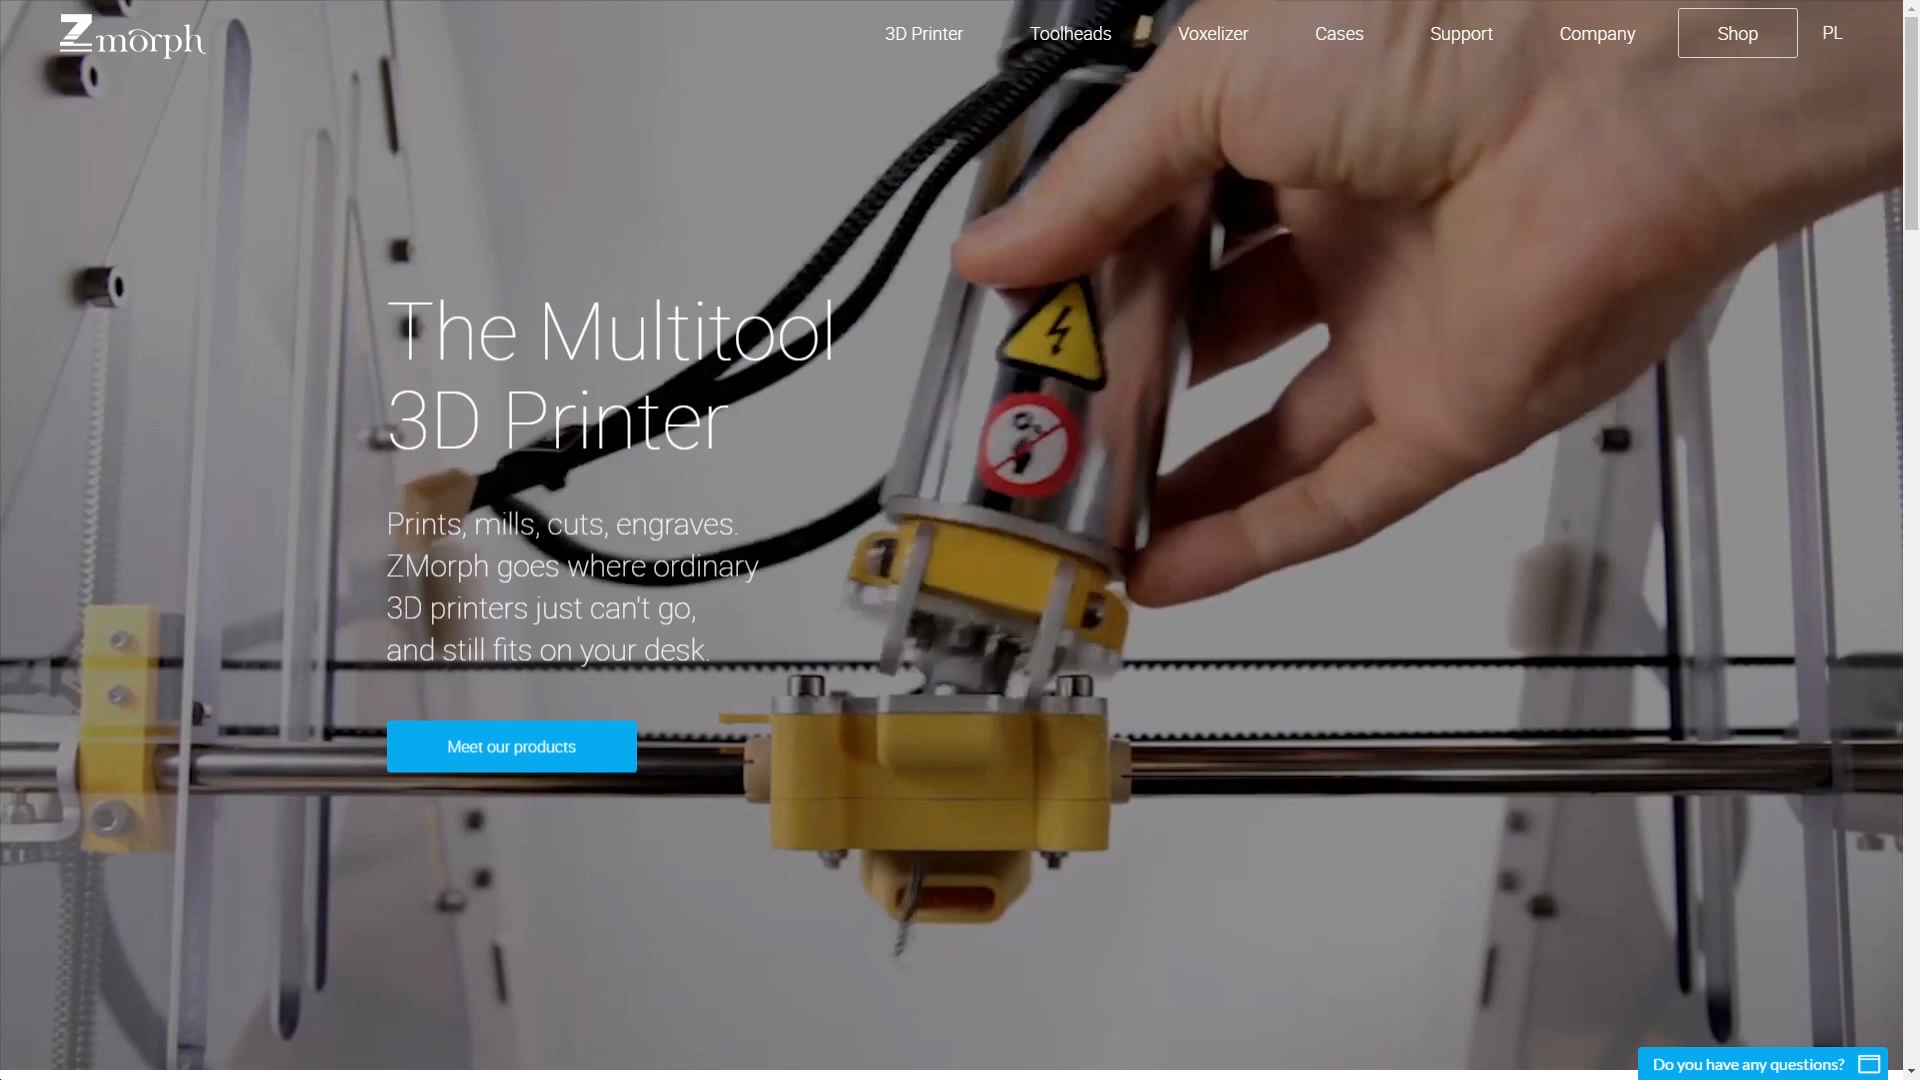 Zmorph
3D Printer
Toolheads
Voxelizer
Cases
Support
Company
Shop
PL
The Multitool
3D Printer
Prints, mills, cuts, engraves.
ZMorph goes where ordinary
3D printers just can't go,
and still fits on your desk.
Meet our products
Do you have any questions?